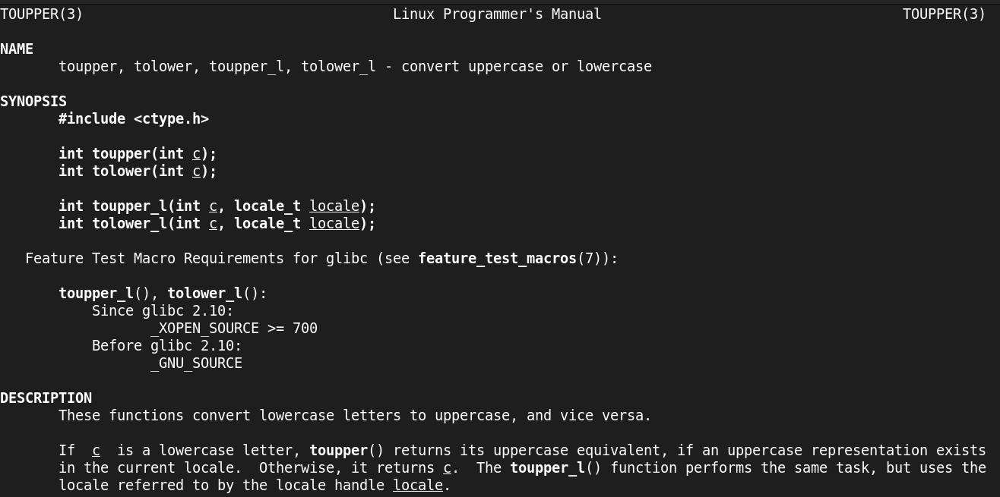 TOUPPER(3) Linux Programmer's Manual TOUPPER(3)
NAME
toupper, tolower, toupper_l, tolower_l - convert uppercase or lowercase
SYNOPSIS
#include <ctype.h>
int toupper(int c);
int tolower(int c);
int toupper_l(int c, locale_t locale);
int tolower_l(int c, locale_t locale);
Feature Test Macro Requirements for glibc (see feature_test_macros(7)):
toupper_l(), tolower_l():
Since glibc 2.10:
_XOPEN_SOURCE >= 700
Before glibc 2.10:
_GNU_SOURCE
DESCRIPTION
These functions convert lowercase letters to uppercase, and vice versa.
If c is a lowercase letter, toupper() returns its uppercase equivalent, if an uppercase representation exists
in the current locale. Otherwise, it returns c. The toupper_l() function performs the same task, but uses the
locale referred to by the locale handle locale.